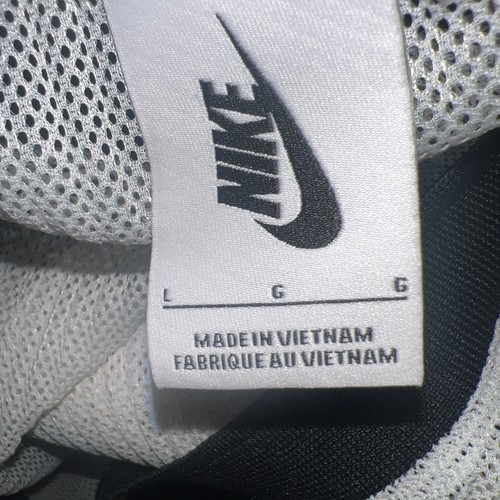 NIKE
L G G
MADE IN VIETNAM
FABRIQUE AU VIETNAM